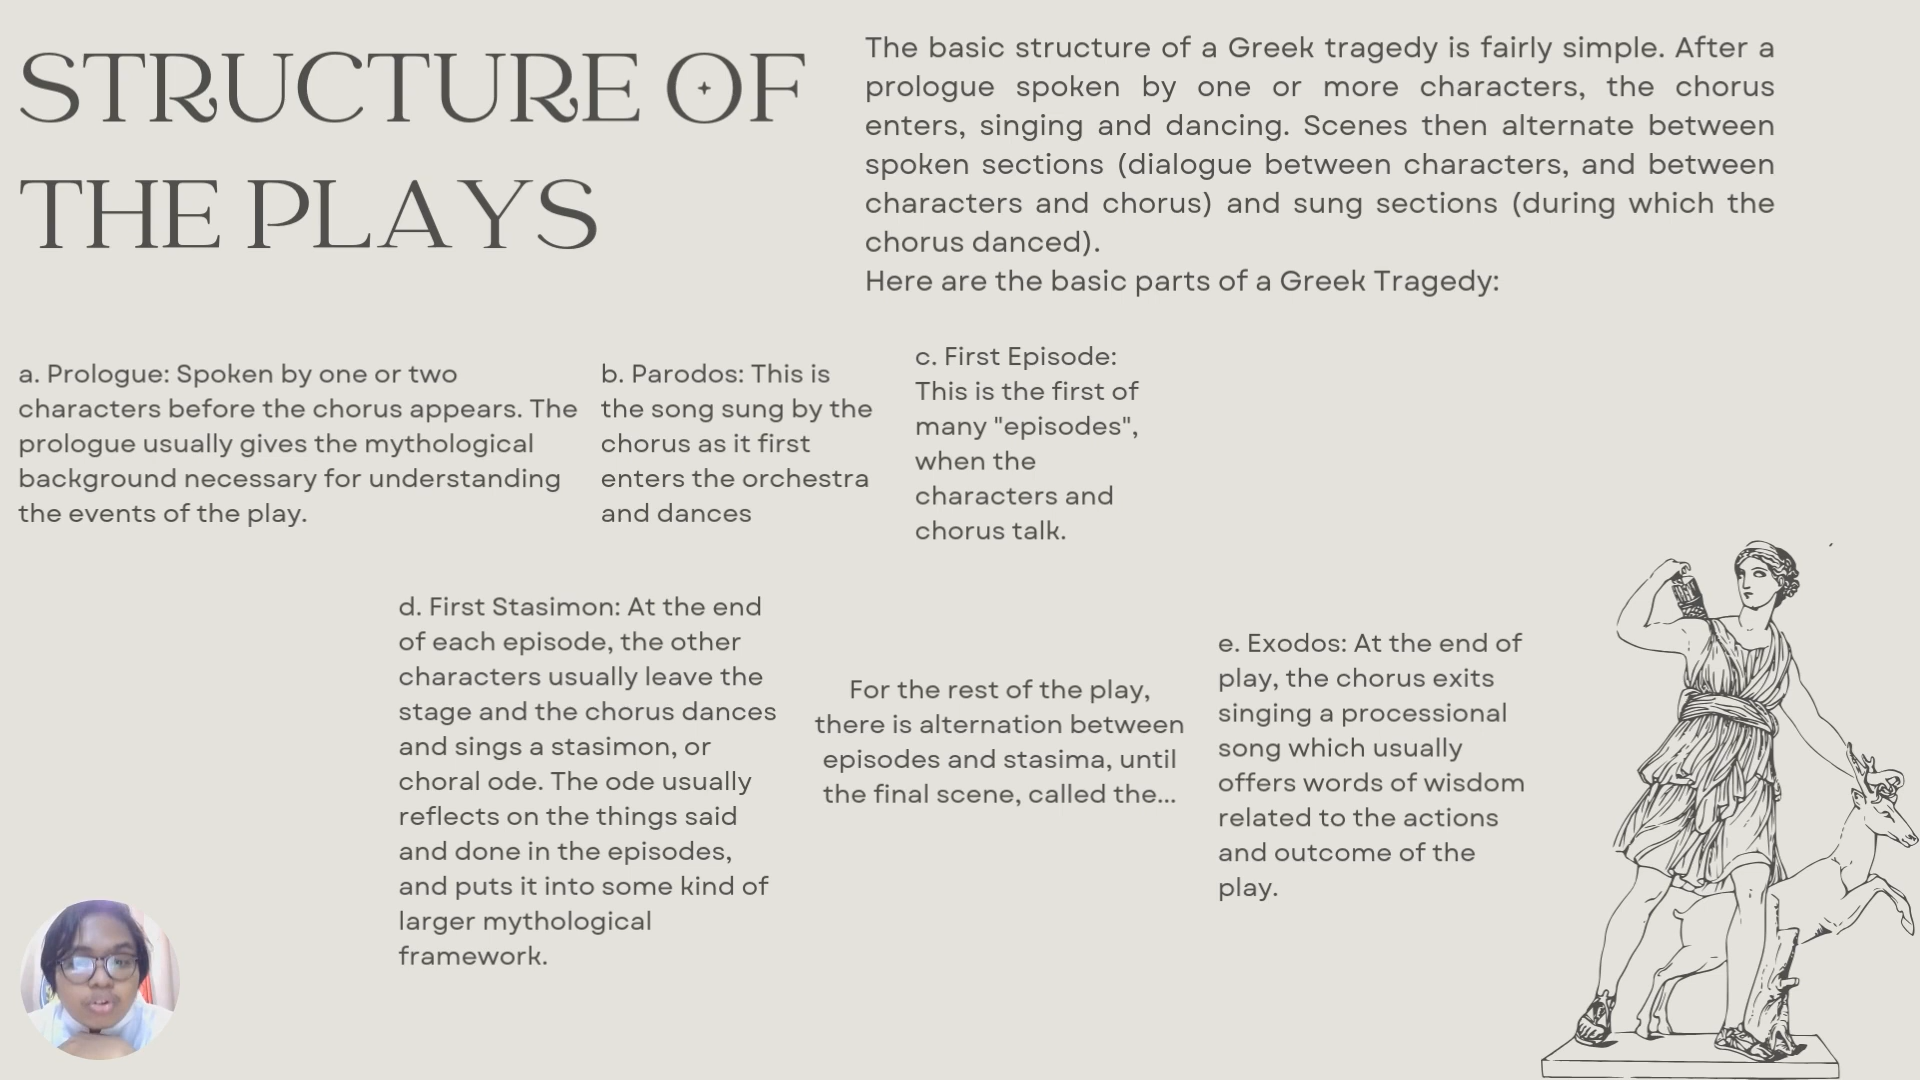 STRUCTURE OF
THE PLAYS
The basic structure of a Greek tragedy is fairly simple. After a
prologue spoken by one or more characters, the chorus
enters, singing and dancing. Scenes then alternate between
spoken sections (dialogue between characters, and between
characters and chorus) and sung sections (during which the
chorus danced).
Here are the basic parts of a Greek Tragedy:
a. Prologue: Spoken by one or two
characters before the chorus appears. The
prologue usually gives the mythological
background necessary for understanding
the events of the play.
b. Parodos: This is
the song sung by the
chorus as it first
enters the orchestra
and dances
c. First Episode:
This is the first of
many "episodes",
when the
characters and
chorus talk.
d. First Stasimon: At the end
of each episode, the other
characters usually leave the
stage and the chorus dances
and sings a stasimon, or
choral ode. The ode usually
reflects on the things said
and done in the episodes,
and puts it into some kind of
larger mythological
framework.
For the rest of the play,
there is alternation between
episodes and stasima, until
the final scene, called the...
e. Exodos: At the end of
play, the chorus exits
singing a processional
song which usually
offers words of wisdom
related to the actions
and outcome of the
play.